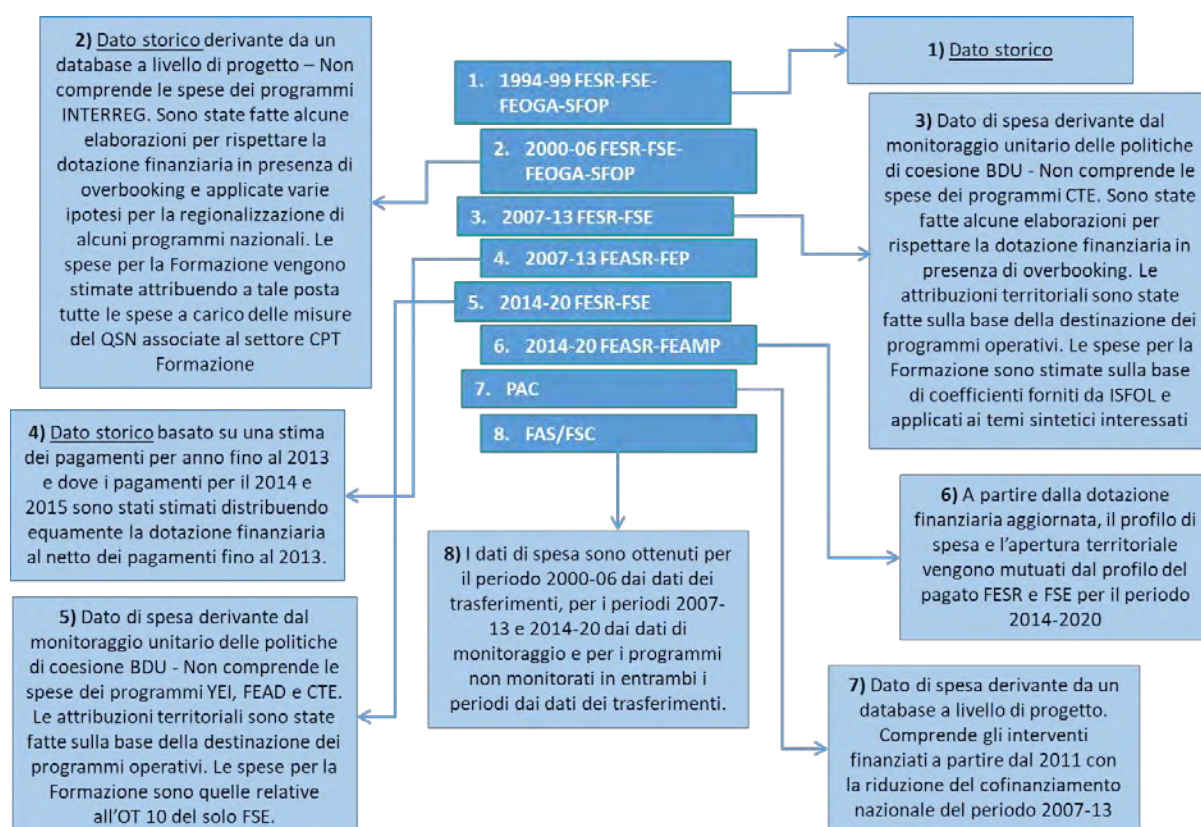 2) Dato storico derivante da un
database a livello di progetto – Non
comprende le spese dei programmi
INTERREG. Sono state fatte alcune
elaborazioni per rispettare la
dotazione finanziaria in presenza di
overbooking e applicate varie
ipotesi per la regionalizzazione di
alcuni programmi nazionali. Le
spese per la Formazione vengono
stimate attribuendo a tale posta
tutte le spese a carico delle misure
del QSN associate al settore CPT
Formazione
1. 1994-99 FESR-FSE-
FEOGA-SFOP
2. 2000-06 FESR-FSE-
FEOGA-SFOP
3. 2007-13 FESR-FSE
4. 2007-13 FEASR-FEP
5. 2014-20 FESR-FSE
6. 2014-20 FEASR-FEAMP
7. PAC
8. FAS/FSC
1) Dato storico
3) Dato di spesa derivante dal
monitoraggio unitario delle politiche
di coesione BDU - Non comprende le
spese dei programmi CTE. Sono state
fatte alcune elaborazioni per
rispettare la dotazione finanziaria in
presenza di overbooking. Le
attribuzioni territoriali sono state
fatte sulla base della destinazione dei
programmi operativi. Le spese per la
Formazione sono stimate sulla base
di coefficienti forniti da ISFOL e
applicati ai temi sintetici interessati
4) Dato storico basato su una stima
dei pagamenti per anno fino al 2013
e dove i pagamenti per il 2014 e
2015 sono stati stimati distribuendo
equamente la dotazione finanziaria
al netto dei pagamenti fino al 2013.
5) Dato di spesa derivante dal
monitoraggio unitario delle politiche
di coesione BDU - Non comprende le
spese dei programmi YEI, FEAD e CTE.
Le attribuzioni territoriali sono state
fatte sulla base della destinazione dei
programmi operativi. Le spese per la
Formazione sono quelle relative
all'OT 10 del solo FSE.
8) I dati di spesa sono ottenuti per
il periodo 2000-06 dai dati dei
trasferimenti, per i periodi 2007-
13 e 2014-20 dai dati di
monitoraggio e per i programmi
non monitorati in entrambi i
periodi dai dati dei trasferimenti.
6) A partire dalla dotazione
finanziaria aggiornata, il profilo di
spesa e l'apertura territoriale
vengono mutuati dal profilo del
pagato FESR e FSE per il periodo
2014-2020
7) Dato di spesa derivante da un
database a livello di progetto.
Comprende gli interventi
finanziati a partire dal 2011 con
la riduzione del cofinanziamento
nazionale del periodo 2007-13